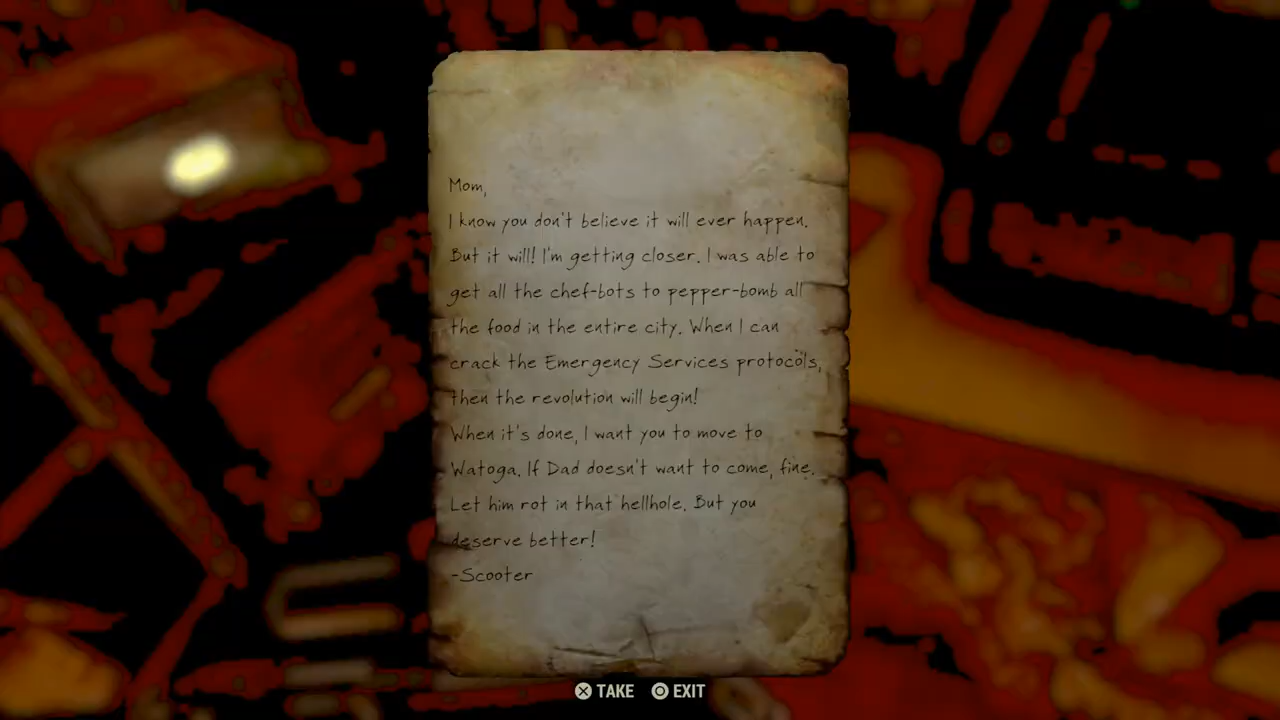 Mom,
I know you don't believe it will ever happen.
But it will! I'm getting closer. I was able to
get all the chef-bots to pepper-bomb all
the food in the entire city. When I can
crack the Emergency Services protocols,
then the revolution will begin!
When it's done, I want you to move to
Watoga. If Dad doesn't want to come, fine.
Let him rot in that hellhole. But you
deserve better!
-Scooter
TAKE EXIT